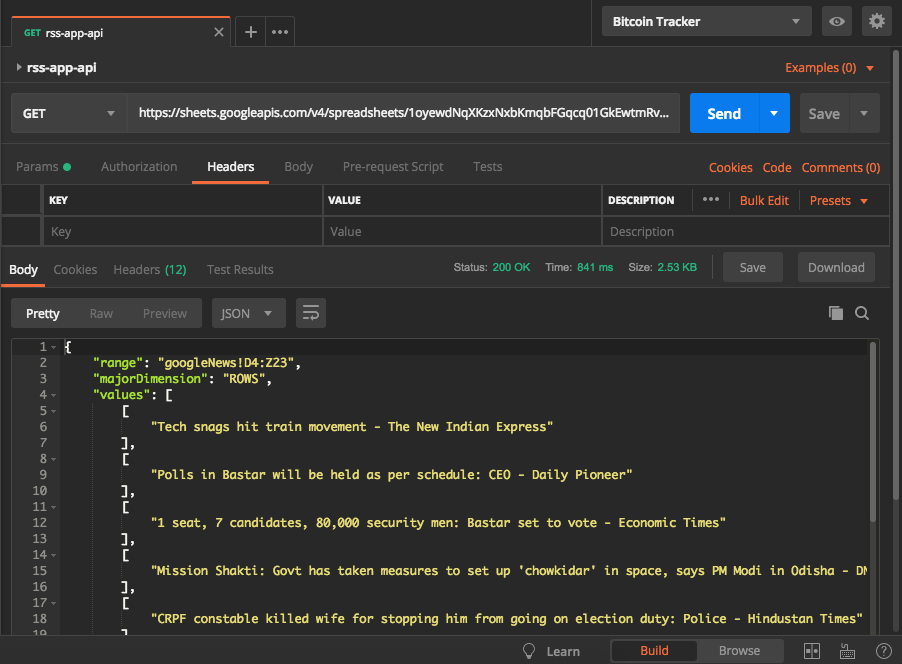 GET rss-app-api
Bitcoin Tracker
rss-app-api
Examples (0)
GET https://sheets.googleapis.com/v4/spreadsheets/1oyewdNqXKzxNxbKmqbFGqcq01GkEwtmRv... Send Save
Params Authorization Headers Body Pre-request Script Tests Cookies Code Comments (0)
KEY VALUE DESCRIPTION ••• Bulk Edit Presets
Key Value Description
Body Cookies Headers (12) Test Results Status: 200 OK Time: 841 ms Size: 2.53 KB Save Download
Pretty Raw Preview JSON
1 {
2 "range": "googleNews!D4:Z23",
3 "majorDimension": "ROWS",
4 "values": [
5 [
6 "Tech snags hit train movement - The New Indian Express"
7 ],
8 [
9 "Polls in Bastar will be held as per schedule: CEO - Daily Pioneer"
10 ],
11 [
12 "1 seat, 7 candidates, 80,000 security men: Bastar set to vote - Economic Times"
13 ],
14 [
15 "Mission Shakti: Govt has taken measures to set up 'chowkidar' in space, says PM Modi in Odisha - DN
16 ],
17 [
18 "CRPF constable killed wife for stopping him from going on election duty: Police - Hindustan Times"
19 ]
Learn Build Browse